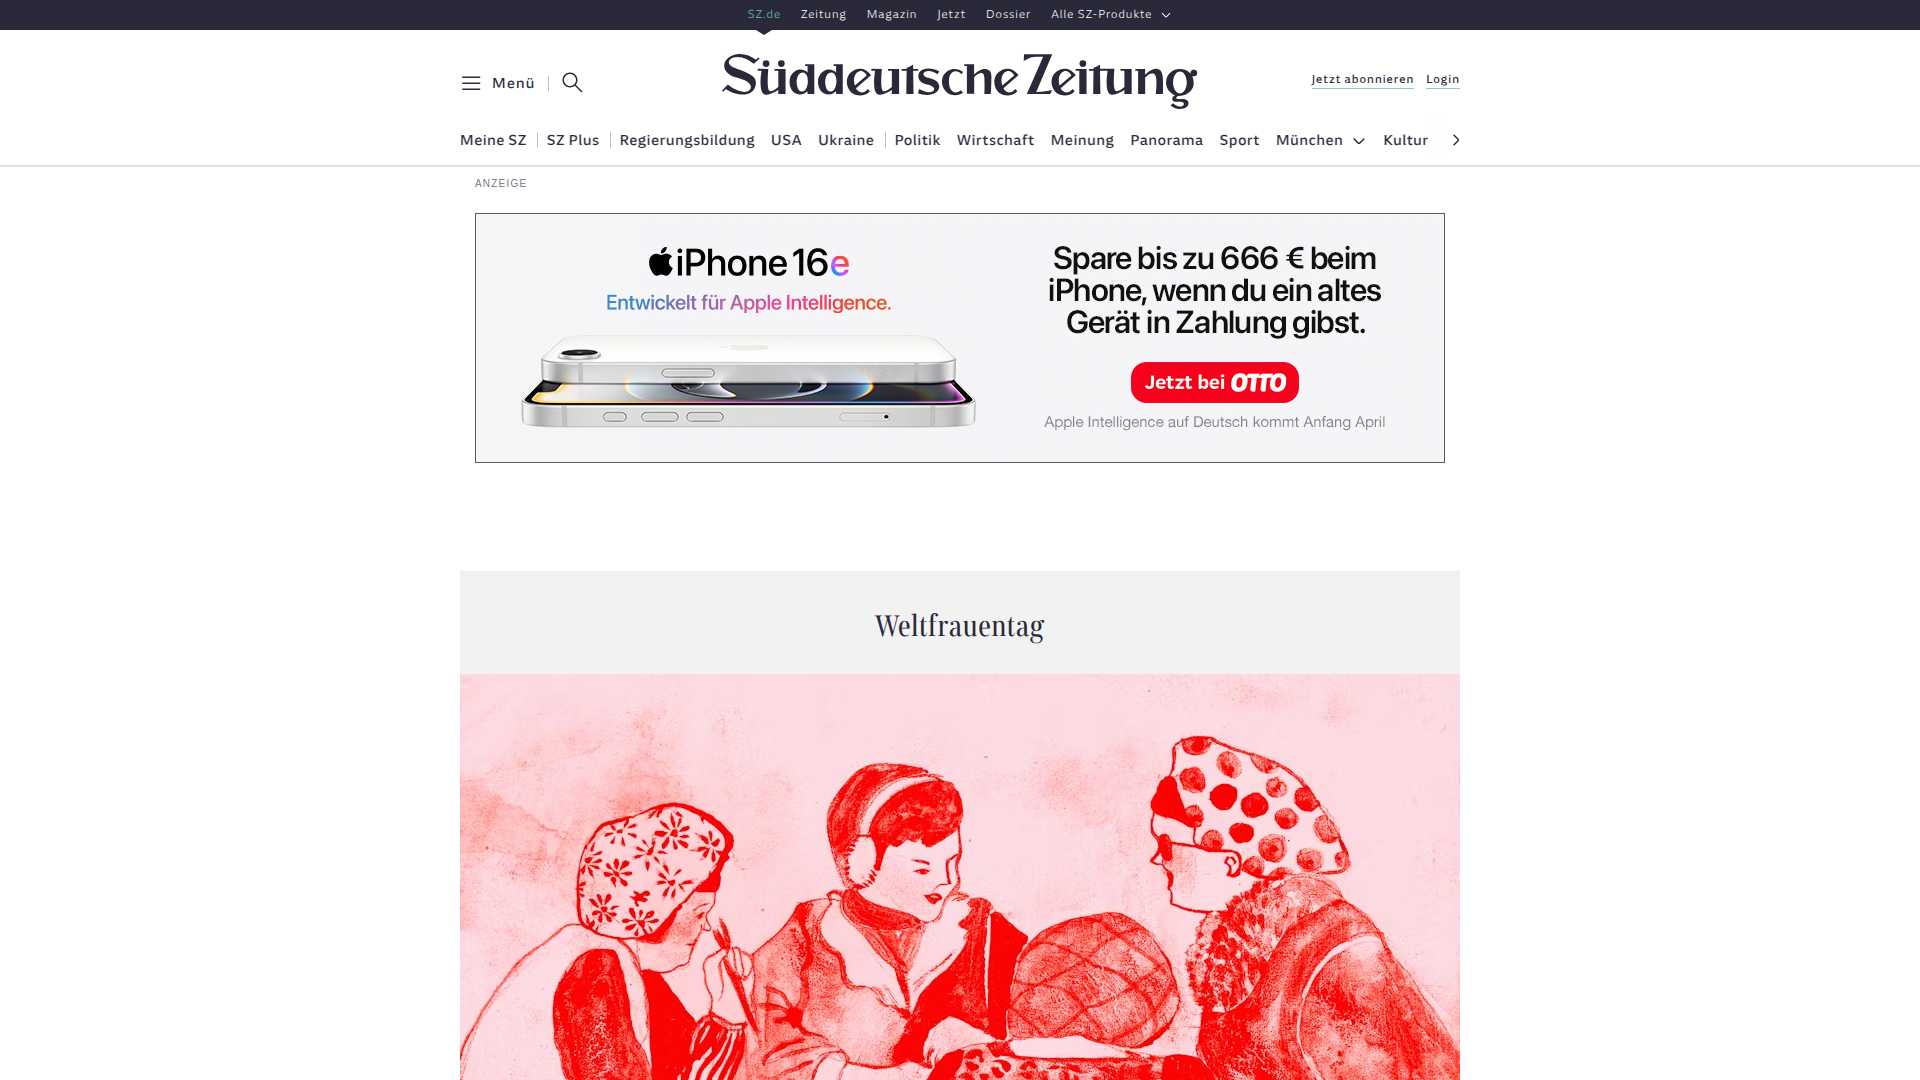 SZ.de Zeitung Magazin Jetzt Dossier Alle SZ-Produkte
Menü
Süddeutsche Zeitung
Jetzt abonnieren Login
Meine SZ SZ Plus Regierungsbildung USA Ukraine Politik Wirtschaft Meinung Panorama Sport München Kultur
ANZEIGE
iPhone 16e
Entwickelt für Apple Intelligence.
Spare bis zu 666 € beim
iPhone, wenn du ein altes
Gerät in Zahlung gibst.
Jetzt bei OTTO
Apple Intelligence auf Deutsch kommt Anfang April
Weltfrauentag